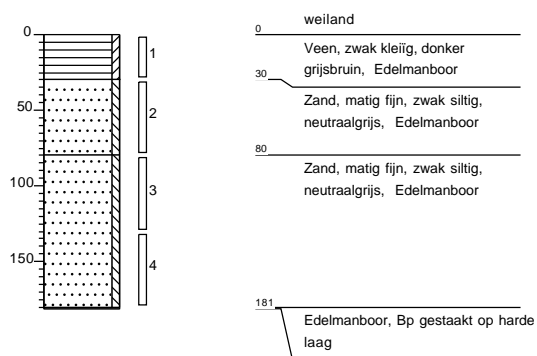 0
50
100
150
1
2
3
4
0
weiland
Veen, zwak kleiïg, donker
grijsbruin, Edelmanboor
30
Zand, matig fijn, zwak siltig,
neutraalgrijs, Edelmanboor
80
Zand, matig fijn, zwak siltig,
neutraalgrijs, Edelmanboor
181
Edelmanboor, Bp gestaakt op harde
laag